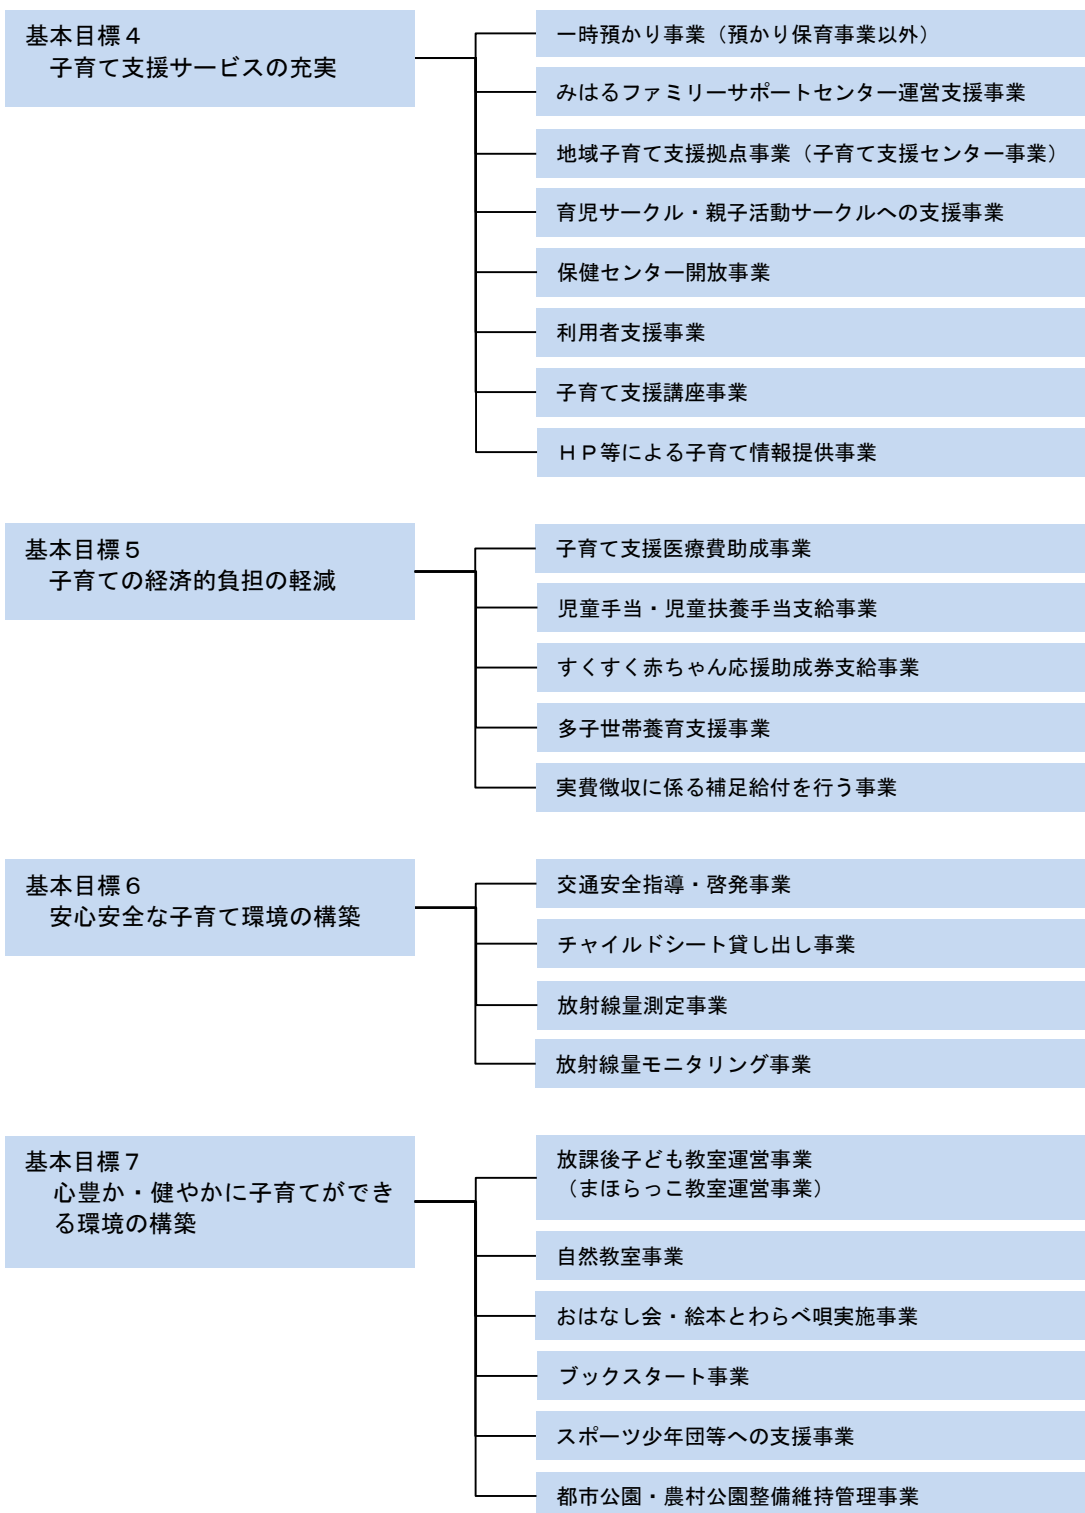 基本目標４
子育て支援サービスの充実
一時預かり事業（預かり保育事業以外）
みはるファミリーサポートセンター運営支援事業
地域子育て支援拠点事業（子育て支援センター事業）
育児サークル・親子活動サークルへの支援事業
保健センター開放事業
利用者支援事業
子育て支援講座事業
ＨＰ等による子育て情報提供事業
基本目標５
子育ての経済的負担の軽減
子育て支援医療費助成事業
児童手当・児童扶養手当支給事業
すくすく赤ちゃん応援助成券支給事業
多子世帯養育支援事業
実費徴収に係る補足給付を行う事業
基本目標６
安心安全な子育て環境の構築
交通安全指導・啓発事業
チャイルドシート貸し出し事業
放射線量測定事業
放射線量モニタリング事業
基本目標７
心豊か・健やかに子育てができ
る環境の構築
放課後子ども教室運営事業
（まほらっこ教室運営事業）
自然教室事業
おはなし会・絵本とわらべ唄実施事業
ブックスタート事業
スポーツ少年団等への支援事業
都市公園・農村公園整備維持管理事業